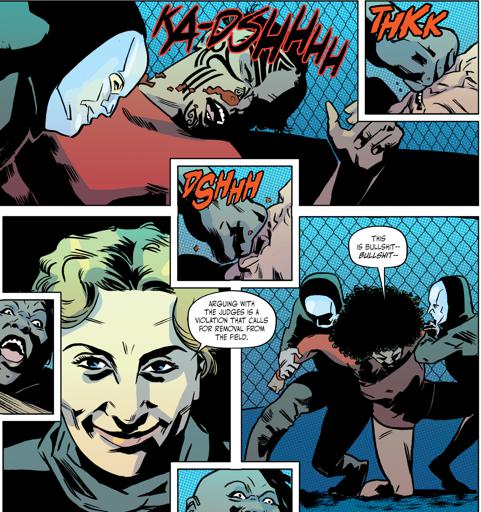 KA-DSHHHHH
THKK
DSHHH
ARGUING WITH
THE JUDGES IS A
VIOLATION THAT CALLS
FOR REMOVAL FROM
THE FIELD.
THIS
IS BULLSHIT--
BULLSHIT--